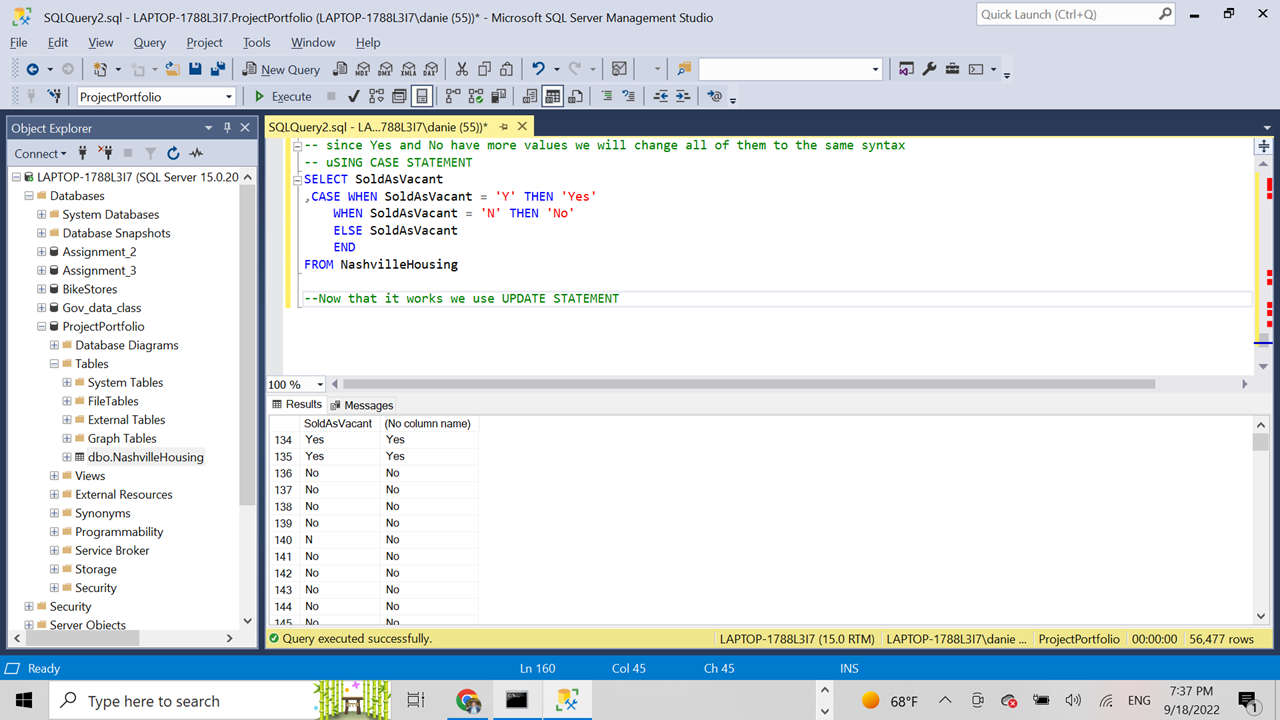 SQLQuery2.sql - LAPTOP-1788L3I7.ProjectPortfolio (LAPTOP-1788L3I7\danie (55))* - Microsoft SQL Server Management Studio
Quick Launch (Ctrl+Q)
File Edit View Query Project Tools Window Help
New Query
MDX DMX XMLA DAX
ProjectPortfolio
Execute
Object Explorer
SQLQuery2.sql - LA...788L3I7\danie (55))*
Connect
LAPTOP-1788L3I7 (SQL Server 15.0.20
Databases
System Databases
Database Snapshots
Assignment_2
Assignment_3
BikeStores
Gov_data_class
ProjectPortfolio
Database Diagrams
Tables
System Tables
FileTables
External Tables
Graph Tables
dbo.NashvilleHousing
Views
External Resources
Synonyms
Programmability
Service Broker
Storage
Security
Security
Server Objects
-- since Yes and No have more values we will change all of them to the same syntax
-- uSING CASE STATEMENT
SELECT SoldAsVacant
,CASE WHEN SoldAsVacant = 'Y' THEN 'Yes'
WHEN SoldAsVacant = 'N' THEN 'No'
ELSE SoldAsVacant
END
FROM NashvilleHousing
--Now that it works we use UPDATE STATEMENT
100 %
Results Messages
SoldAsVacant (No column name)
134 Yes Yes
135 Yes Yes
136 No No
137 No No
138 No No
139 No No
140 N No
141 No No
142 No No
143 No No
144 No No
145 No No
Query executed successfully.
LAPTOP-1788L3I7 (15.0 RTM) LAPTOP-1788L3I7\danie ... ProjectPortfolio 00:00:00 56,477 rows
Ready Ln 160 Col 45 Ch 45 INS
Type here to search
68°F
ENG
7:37 PM
9/18/2022
1